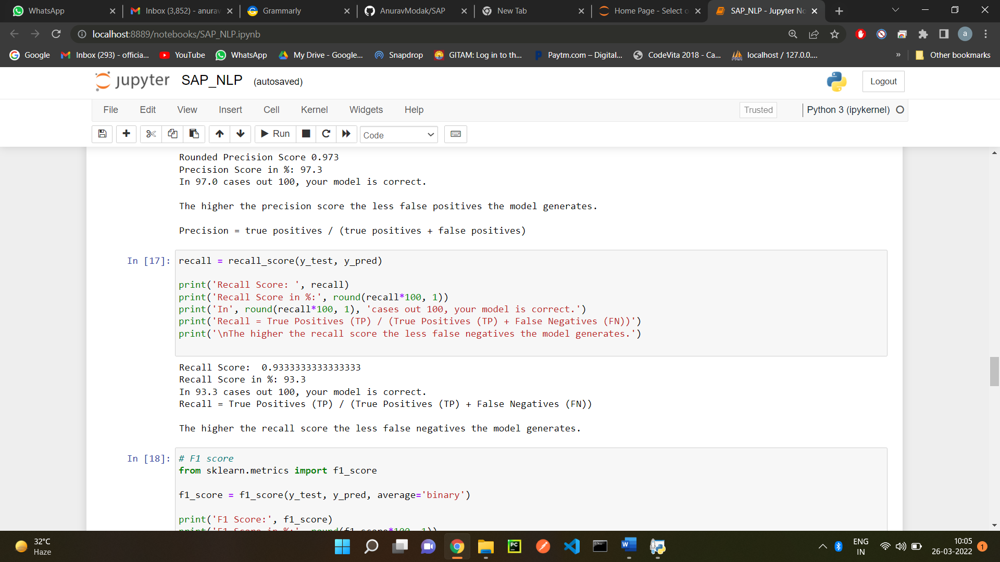 WhatsApp
Inbox (3,852) - anurav
Grammarly
AnuravModak/SAP
New Tab
Home Page - Select o
SAP_NLP - Jupyter No
localhost:8889/notebooks/SAP_NLP.ipynb
a
Google
Inbox (293) - officia...
YouTube
WhatsApp
My Drive - Google...
Snapdrop
GITAM: Log in to th...
Paytm.com – Digital...
CodeVita 2018 - Ca...
localhost / 127.0.0....
»
Other bookmarks
jupyter
SAP_NLP
(autosaved)
Logout
File
Edit
View
Insert
Cell
Kernel
Widgets
Help
Trusted
Python 3 (ipykernel)
Run
Code
Rounded Precision Score 0.973
Precision Score in %: 97.3
In 97.0 cases out 100, your model is correct.
The higher the precision score the less false positives the model generates.
Precision = true positives / (true positives + false positives)
In [17]:
recall = recall_score(y_test, y_pred)
print('Recall Score: ', recall)
print('Recall Score in %:', round(recall*100, 1))
print('In', round(recall*100, 1), 'cases out 100, your model is correct.')
print('Recall = True Positives (TP) / (True Positives (TP) + False Negatives (FN))')
print('\nThe higher the recall score the less false negatives the model generates.')
Recall Score:  0.9333333333333333
Recall Score in %: 93.3
In 93.3 cases out 100, your model is correct.
Recall = True Positives (TP) / (True Positives (TP) + False Negatives (FN))
The higher the recall score the less false negatives the model generates.
In [18]:
# F1 score
from sklearn.metrics import f1_score
f1_score = f1_score(y_test, y_pred, average='binary')
print('F1 Score:', f1_score)
print('F1 Score in %:', round(f1_score*100, 1))
32°C
Haze
PC
W
ENG
IN
10:05
26-03-2022
1